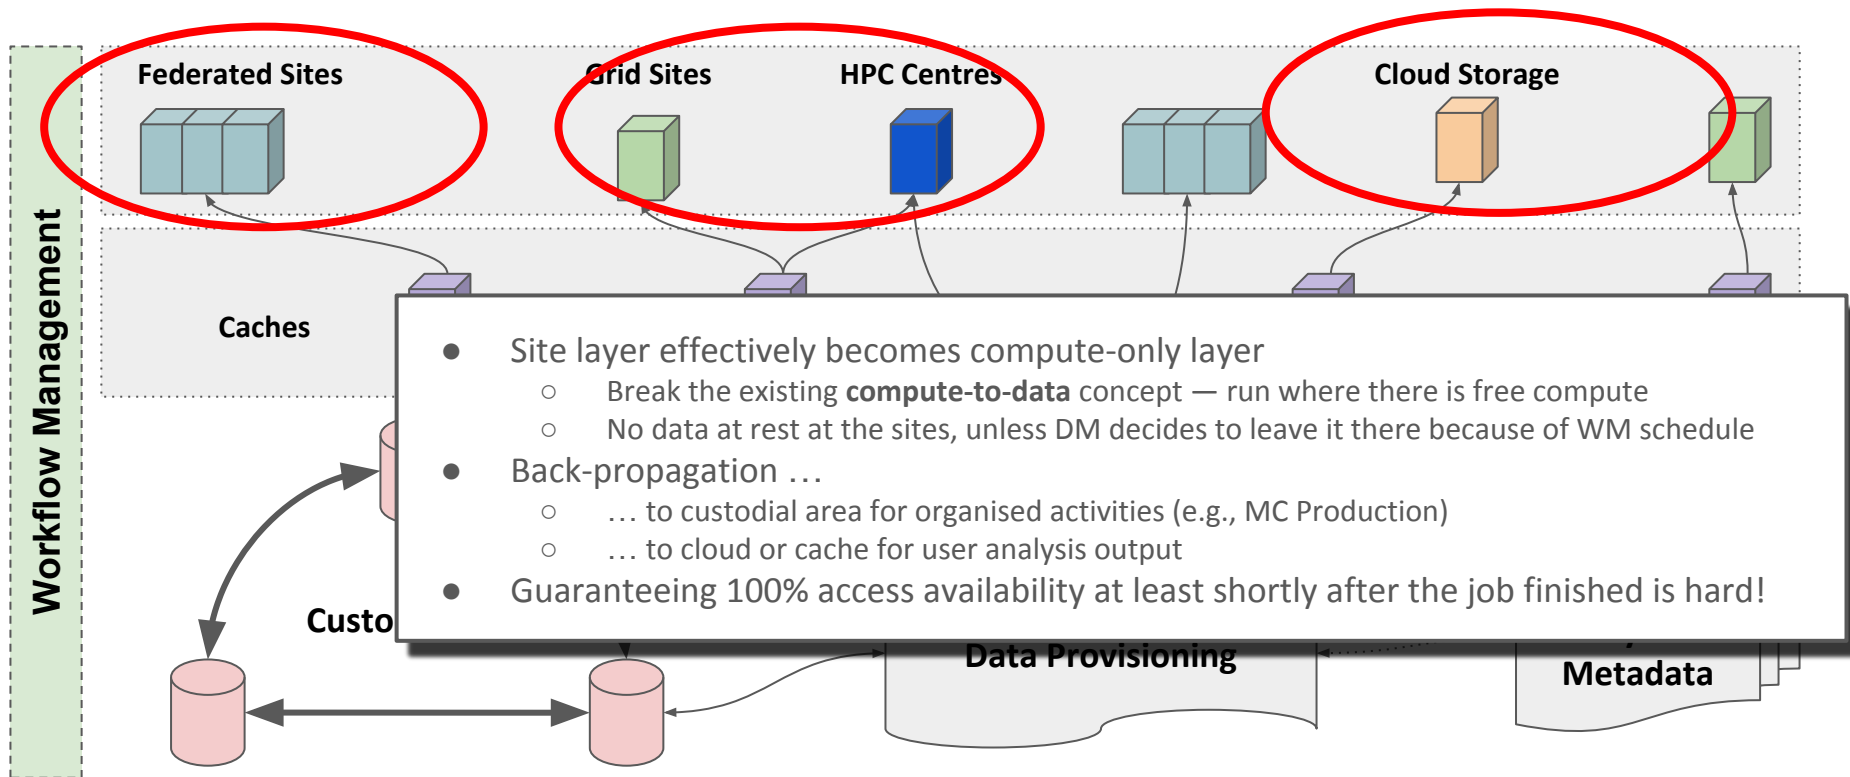 Workflow Management
Federated Sites
Grid Sites
HPC Centres
Cloud Storage
Caches
● Site layer effectively becomes compute-only layer
○ Break the existing compute-to-data concept — run where there is free compute
○ No data at rest at the sites, unless DM decides to leave it there because of WM schedule
● Back-propagation …
○ … to custodial area for organised activities (e.g., MC Production)
○ … to cloud or cache for user analysis output
● Guaranteeing 100% access availability at least shortly after the job finished is hard!
Custo
Data Provisioning
Metadata